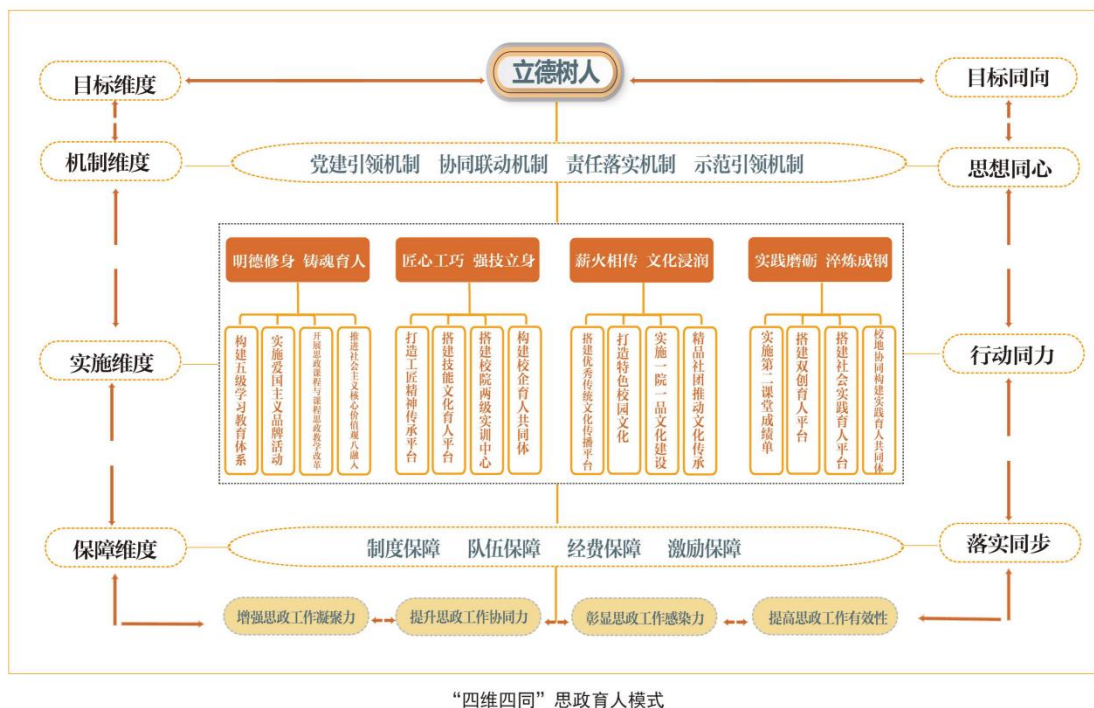 立德树人
目标维度
目标同向
机制维度
党建引领机制 协同联动机制 责任落实机制 示范引领机制
思想同心
明德修身 铸魂育人
匠心工巧 强技立身
薪火相传 文化浸润
实践磨砺 淬炼成钢
构建五级学习教育体系
实施爱国主义品牌活动
开展思政课程与课程思政教学改革
推进社会主义核心价值观八融入
打造工匠精神传承平台
搭建技能文化育人平台
搭建校院两级实训中心
构建校企育人共同体
搭建优秀传统文化传播平台
打造特色校园文化
实施一院一品文化建设
精品社团推动文化传承
实施第二课堂成绩单
搭建双创育人平台
搭建社会实践育人平台
校地协同构建实践育人共同体
实施维度
行动同力
保障维度
制度保障 队伍保障 经费保障 激励保障
落实同步
增强思政工作凝聚力
提升思政工作协同力
彰显思政工作感染力
提高思政工作有效性
“四维四同”思政育人模式